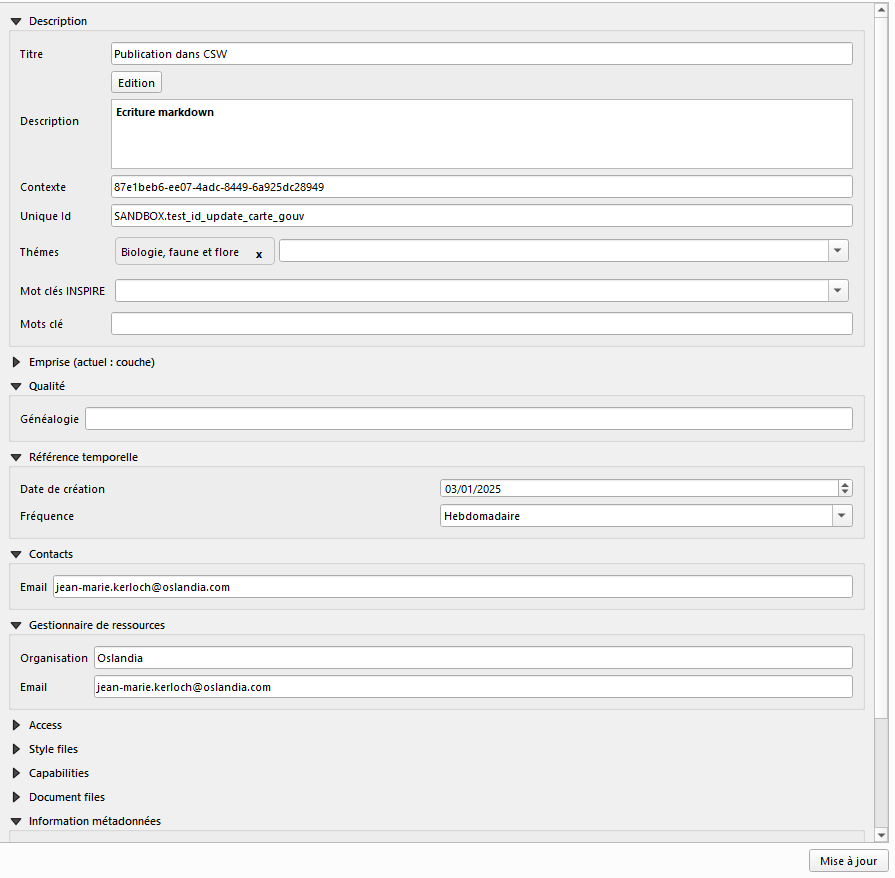 Description
Titre Publication dans CSW
Edition
Description Ecriture markdown
Contexte 87e1beb6-ee07-4adc-8449-6a925dc28949
Unique Id SANDBOX.test_id_update_carte_gouv
Thémes Biologie, faune et flore x
Mot clés INSPIRE
Mots clé
Emprise (actuel : couche)
Qualité
Généalogie
Référence temporelle
Date de création 03/01/2025
Fréquence Hebdomadaire
Contacts
Email jean-marie.kerloch@oslandia.com
Gestionnaire de ressources
Organisation Oslandia
Email jean-marie.kerloch@oslandia.com
Access
Style files
Capabilities
Document files
Information métadonnées
Mise à jour